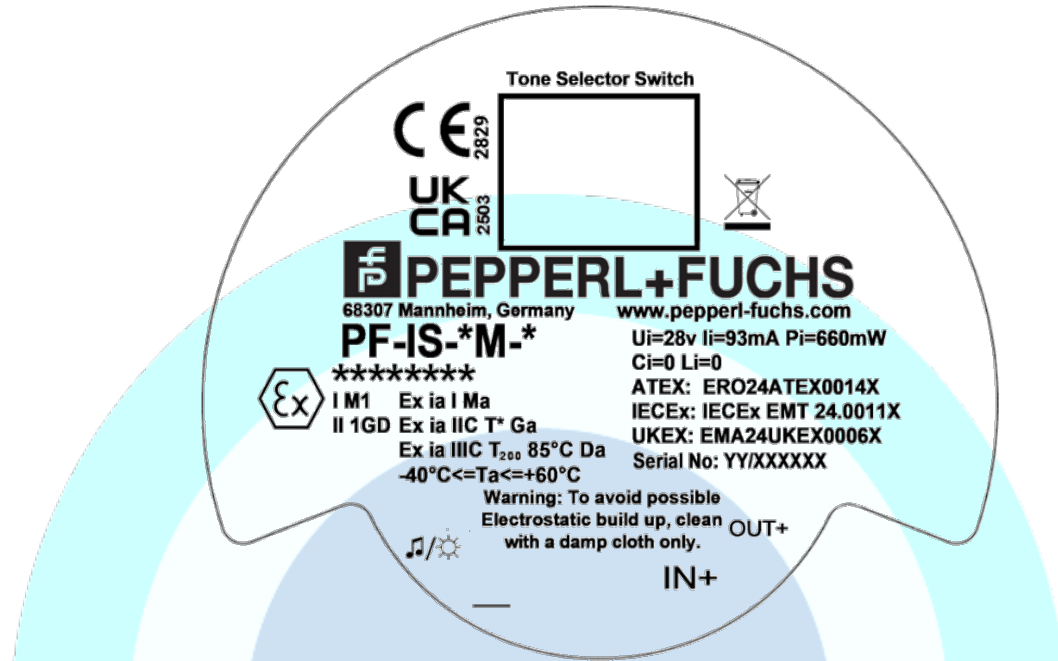 Tone Selector Switch
CE 2829
UK
CA 2503
PEPPERL+FUCHS
68307 Mannheim, Germany www.pepperl-fuchs.com
PF-IS-*M-*
********
Ui=28v Ii=93mA Pi=660mW
Ci=0 Li=0
ATEX: ERO24ATEX0014X
IECEx: IECEx EMT 24.0011X
UKEX: EMA24UKEX0006X
Serial No: YY/XXXXXX
Ex
I M1 Ex ia I Ma
II 1GD Ex ia IIC T* Ga
Ex ia IIIC T₂₀₀ 85°C Da
-40°C<=Ta<=+60°C
Warning: To avoid possible
Electrostatic build up, clean
with a damp cloth only.
OUT+
♫/☼
IN+
—